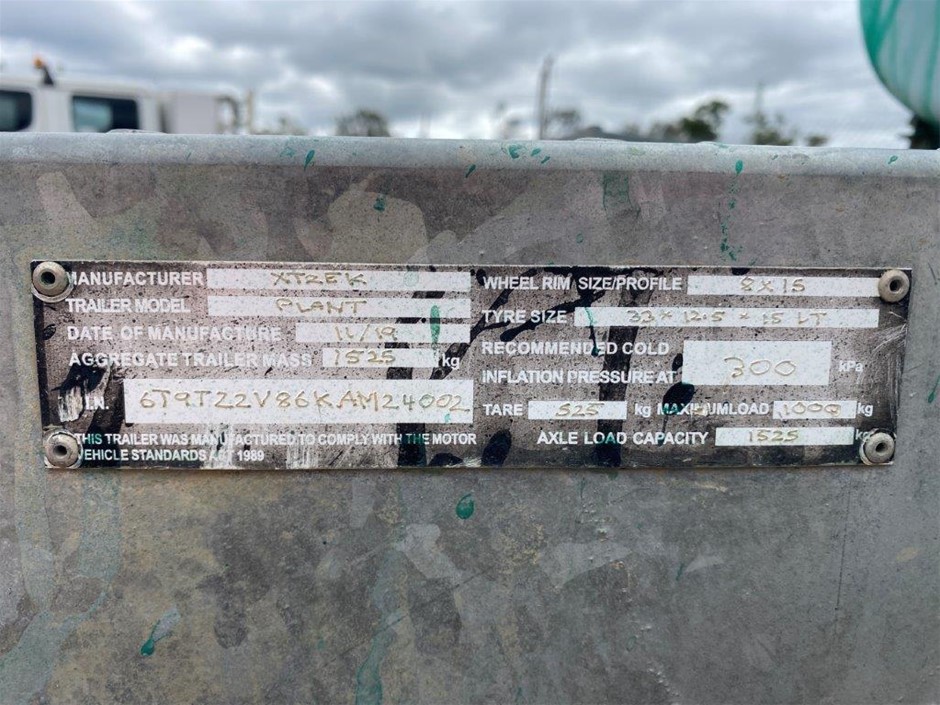 MANUFACTURER XTREK
TRAILER MODEL PLANT
DATE OF MANUFACTURE 11/19
AGGREGATE TRAILER MASS 1525 kg
6T9T22V86KAM24002
THIS TRAILER WAS MANUFACTURED TO COMPLY WITH THE MOTOR
VEHICLE STANDARDS ACT 1989
WHEEL RIM SIZE/PROFILE 8X15
TYRE SIZE 33 x 12.5 x 15 LT
RECOMMENDED COLD
INFLATION PRESSURE AT 300 kPa
TARE 525 kg MAXIMUM LOAD 1000 kg
AXLE LOAD CAPACITY 1525 kg